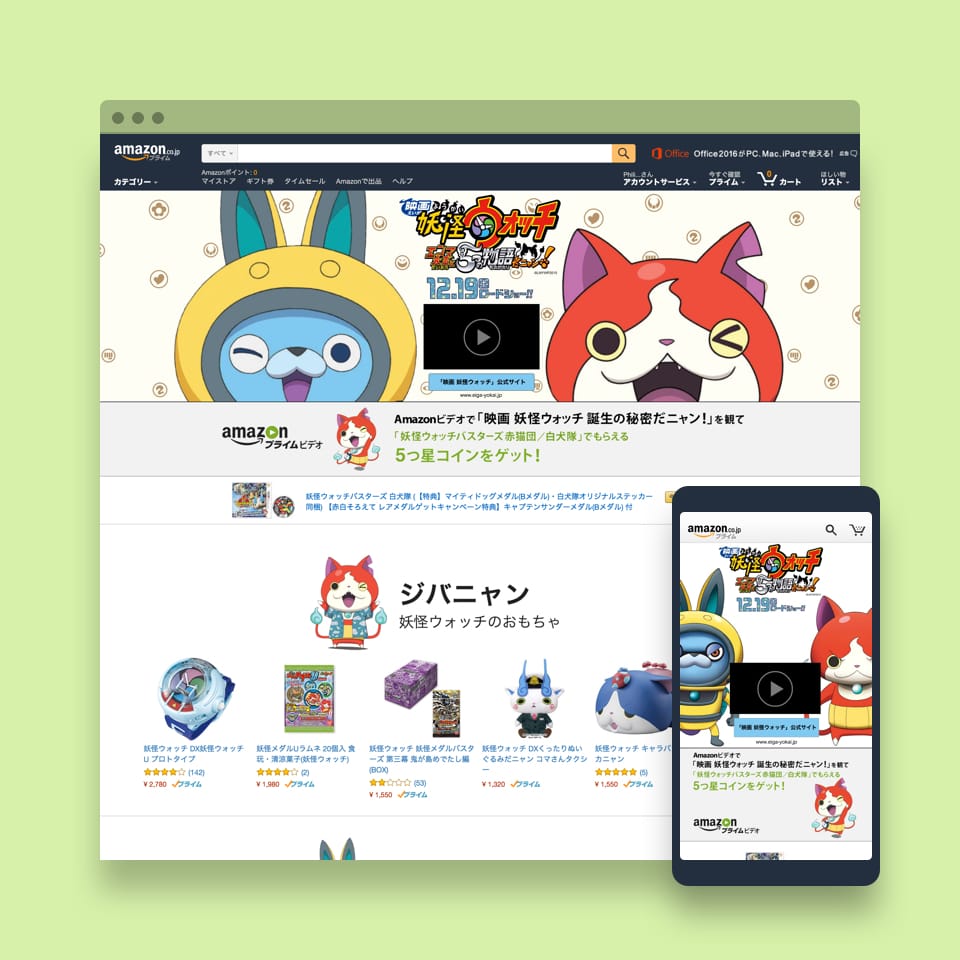 amazon.co.jp
プライム
すべて
Office Office2016がPC、Mac、iPadで使える! 広告
カテゴリー
Amazonポイント: 0
マイストア ギフト券 タイムセール Amazonで出品 ヘルプ
Phili...さん
アカウントサービス
今すぐ確認
プライム
0
カート
ほしい物
リスト
映画
妖怪ウォッチ
エンマ大王と5つの物語だニャン!
12.19土ロードショー!!
「映画 妖怪ウォッチ」公式サイト
www.eiga-yokai.jp
amazon
プライムビデオ
Amazonビデオで「映画 妖怪ウォッチ 誕生の秘密だニャン!」を観て
「妖怪ウォッチバスターズ 赤猫団/白犬隊」でもらえる
5つ星コインをゲット!
妖怪ウォッチバスターズ 白犬隊 (【特典】マイティドッグメダル(Bメダル)・白犬隊オリジナルステッカー
同梱) 【赤白そろえて レアメダルゲットキャンペーン特典】キャプテンサンダーメダル(Bメダル) 付
ジバニャン
妖怪ウォッチのおもちゃ
妖怪ウォッチ DX妖怪ウォッチ
U プロトタイプ
(142)
¥ 2,780 プライム
妖怪メダルUラムネ 20個入 食
玩・清涼菓子(妖怪ウォッチ)
(2)
¥ 1,980 プライム
妖怪ウォッチ 妖怪メダルバスタ
ーズ 第三幕 鬼が島めでたし編
(BOX)
(53)
¥ 1,550 プライム
妖怪ウォッチ DXくったりぬい
ぐるみだニャン コマさんタクシ
ー
¥ 1,320 プライム
妖怪ウォッチ キャラバ
カニャン
(5)
¥ 1,550 プライム
amazon.co.jp
プライム
映画
妖怪ウォッチ
エンマ大王と5つの物語だニャン!
12.19土ロードショー!!
「映画 妖怪ウォッチ」公式サイト
www.eiga-yokai.jp
Amazonビデオで
「映画 妖怪ウォッチ 誕生の秘密だニャン!」を観て
「妖怪ウォッチバスターズ 赤猫団/白犬隊」でもらえる
5つ星コインをゲット!
amazon
プライムビデオ